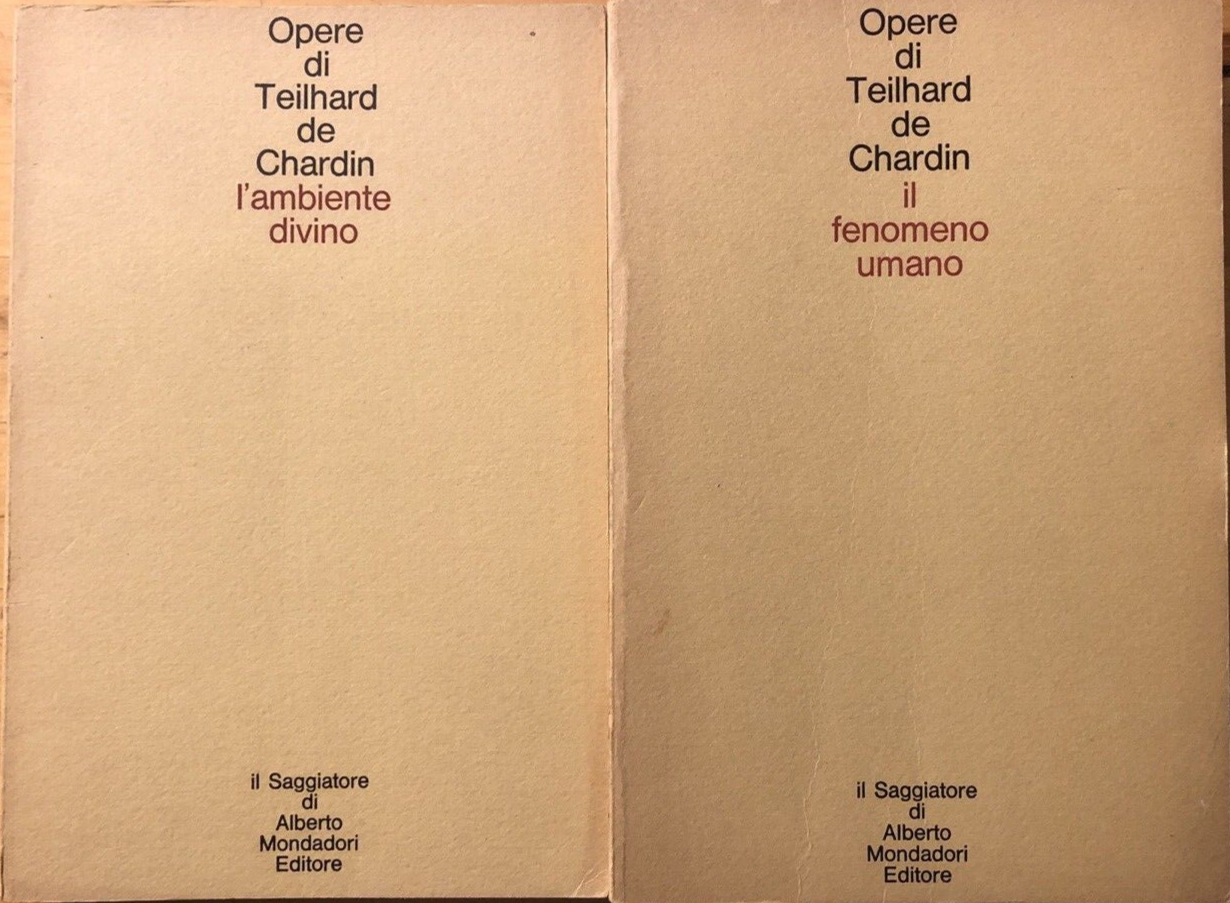 Opere
di
Teilhard
de
Chardin
l'ambiente
divino
il Saggiatore
di
Alberto
Mondadori
Editore
Opere
di
Teilhard
de
Chardin
il
fenomeno
umano
il Saggiatore
di
Alberto
Mondadori
Editore